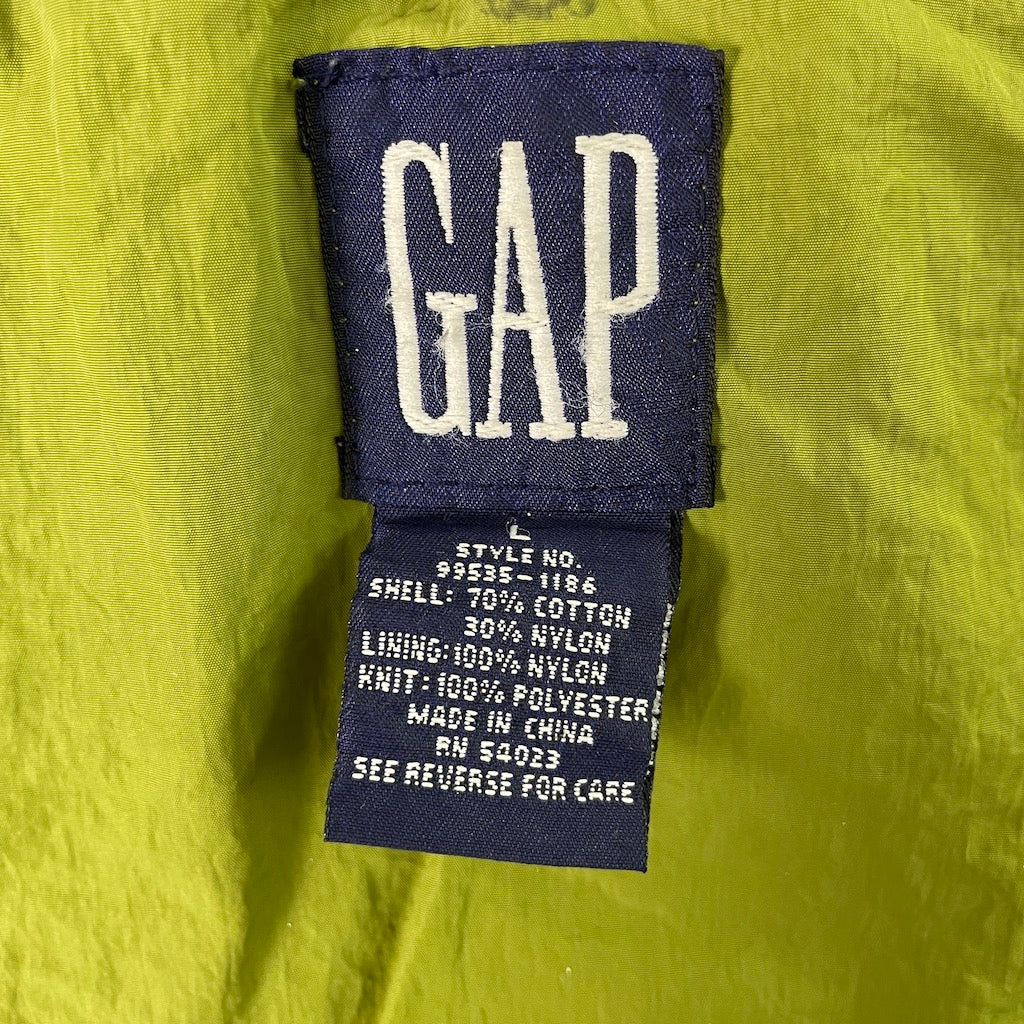 GAP
L
STYLE NO.
99535-1186
SHELL: 70% COTTON
30% NYLON
LINING: 100% NYLON
KNIT: 100% POLYESTER
MADE IN CHINA
RN 54023
SEE REVERSE FOR CARE